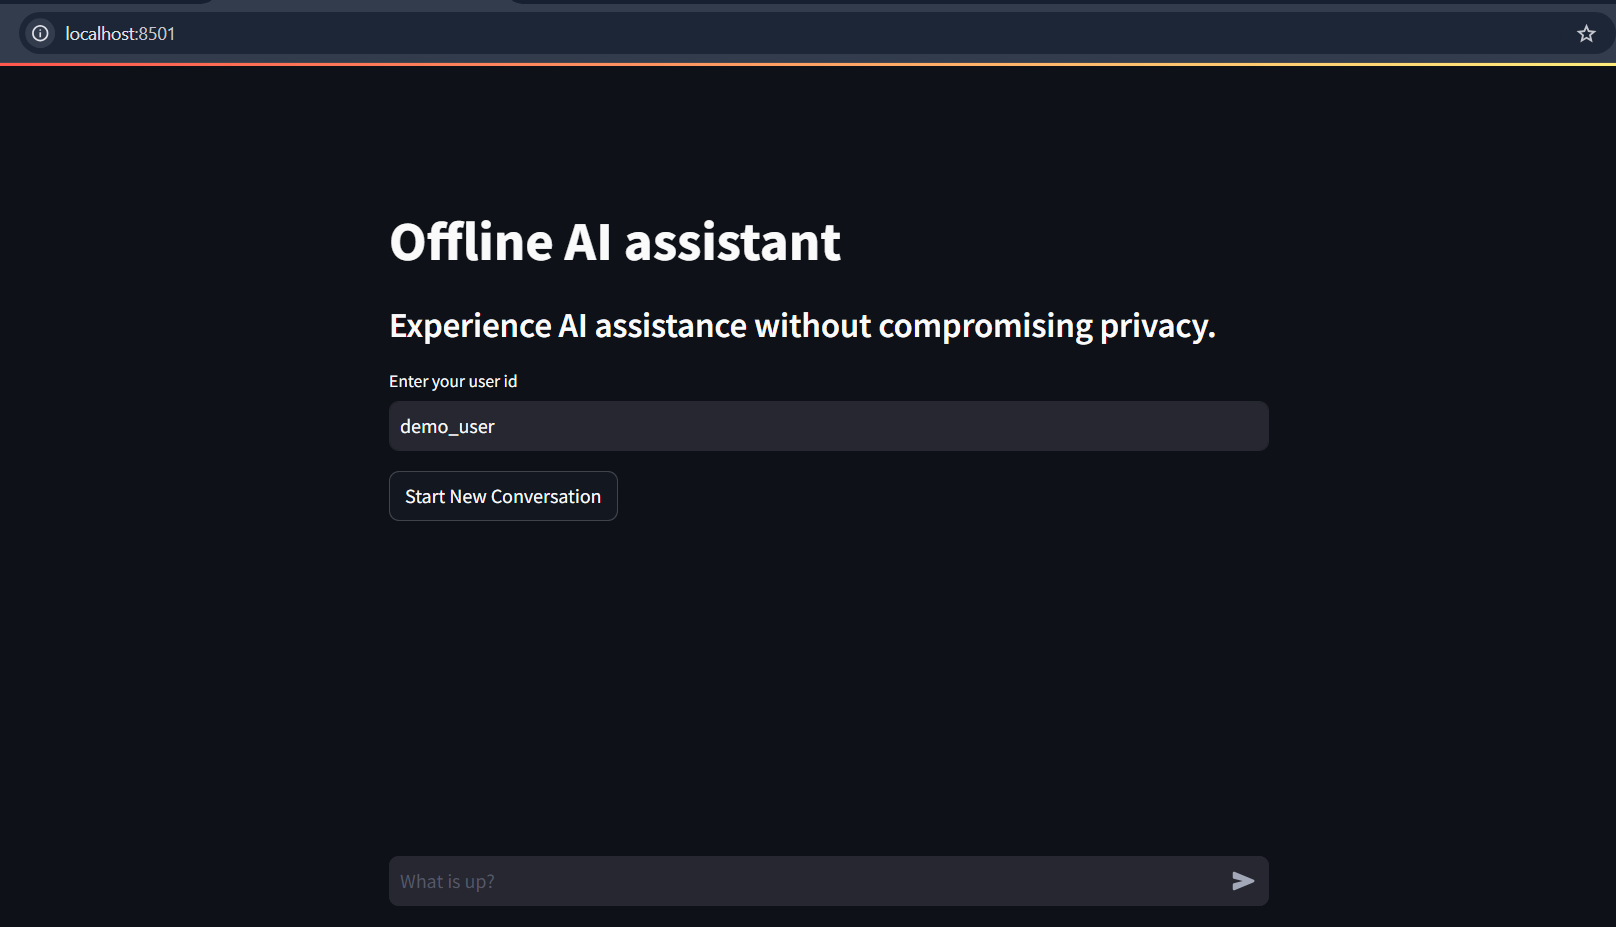 localhost:8501
Offline AI assistant
Experience AI assistance without compromising privacy.
Enter your user id
demo_user
Start New Conversation
What is up?